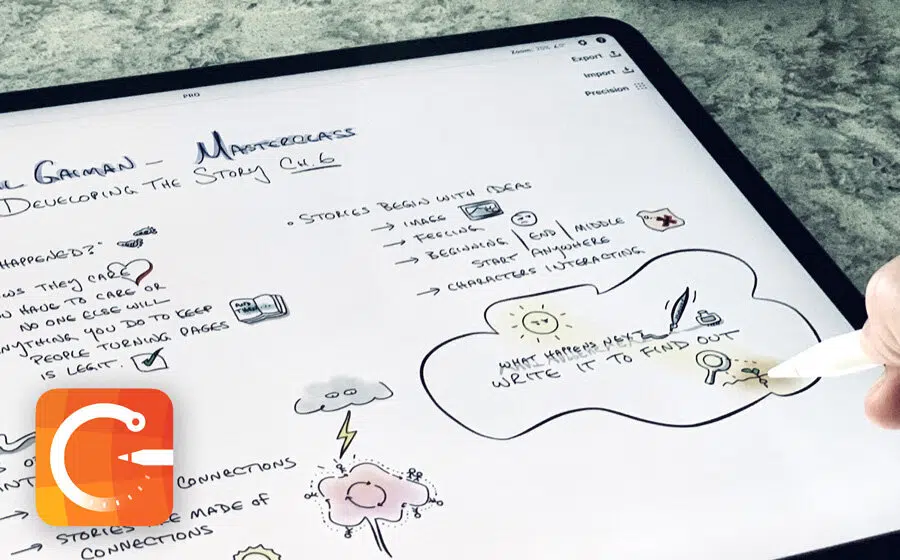 Zoom: 70%
PRO
Export
Import
Precision
GAIMAN – MASTERCLASS
DEVELOPING THE STORY CH. 6
HAPPENED?"
THEY CARE
HAVE TO CARE OR
NO ONE ELSE WILL
ANYTHING YOU DO TO KEEP
PEOPLE TURNING PAGES
IS LEGIT.
• STORIES BEGIN WITH IDEAS
→ IMAGE
→ FEELING
→ BEGINNING | END | MIDDLE
START ANYWHERE
→ CHARACTERS INTERACTING
WHAT HAPPENS NEXT
WRITE IT TO FIND OUT
CONNECTIONS
→ STORIES ARE MADE OF
CONNECTIONS